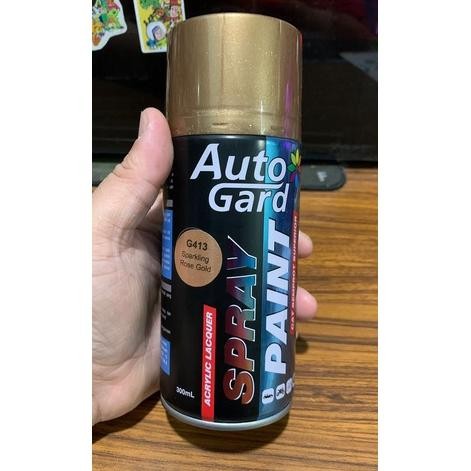 Auto
Gard
G413
Sparkling
Rose Gold
SPRAY
PAINT
ACRYLIC LACQUER
300mL